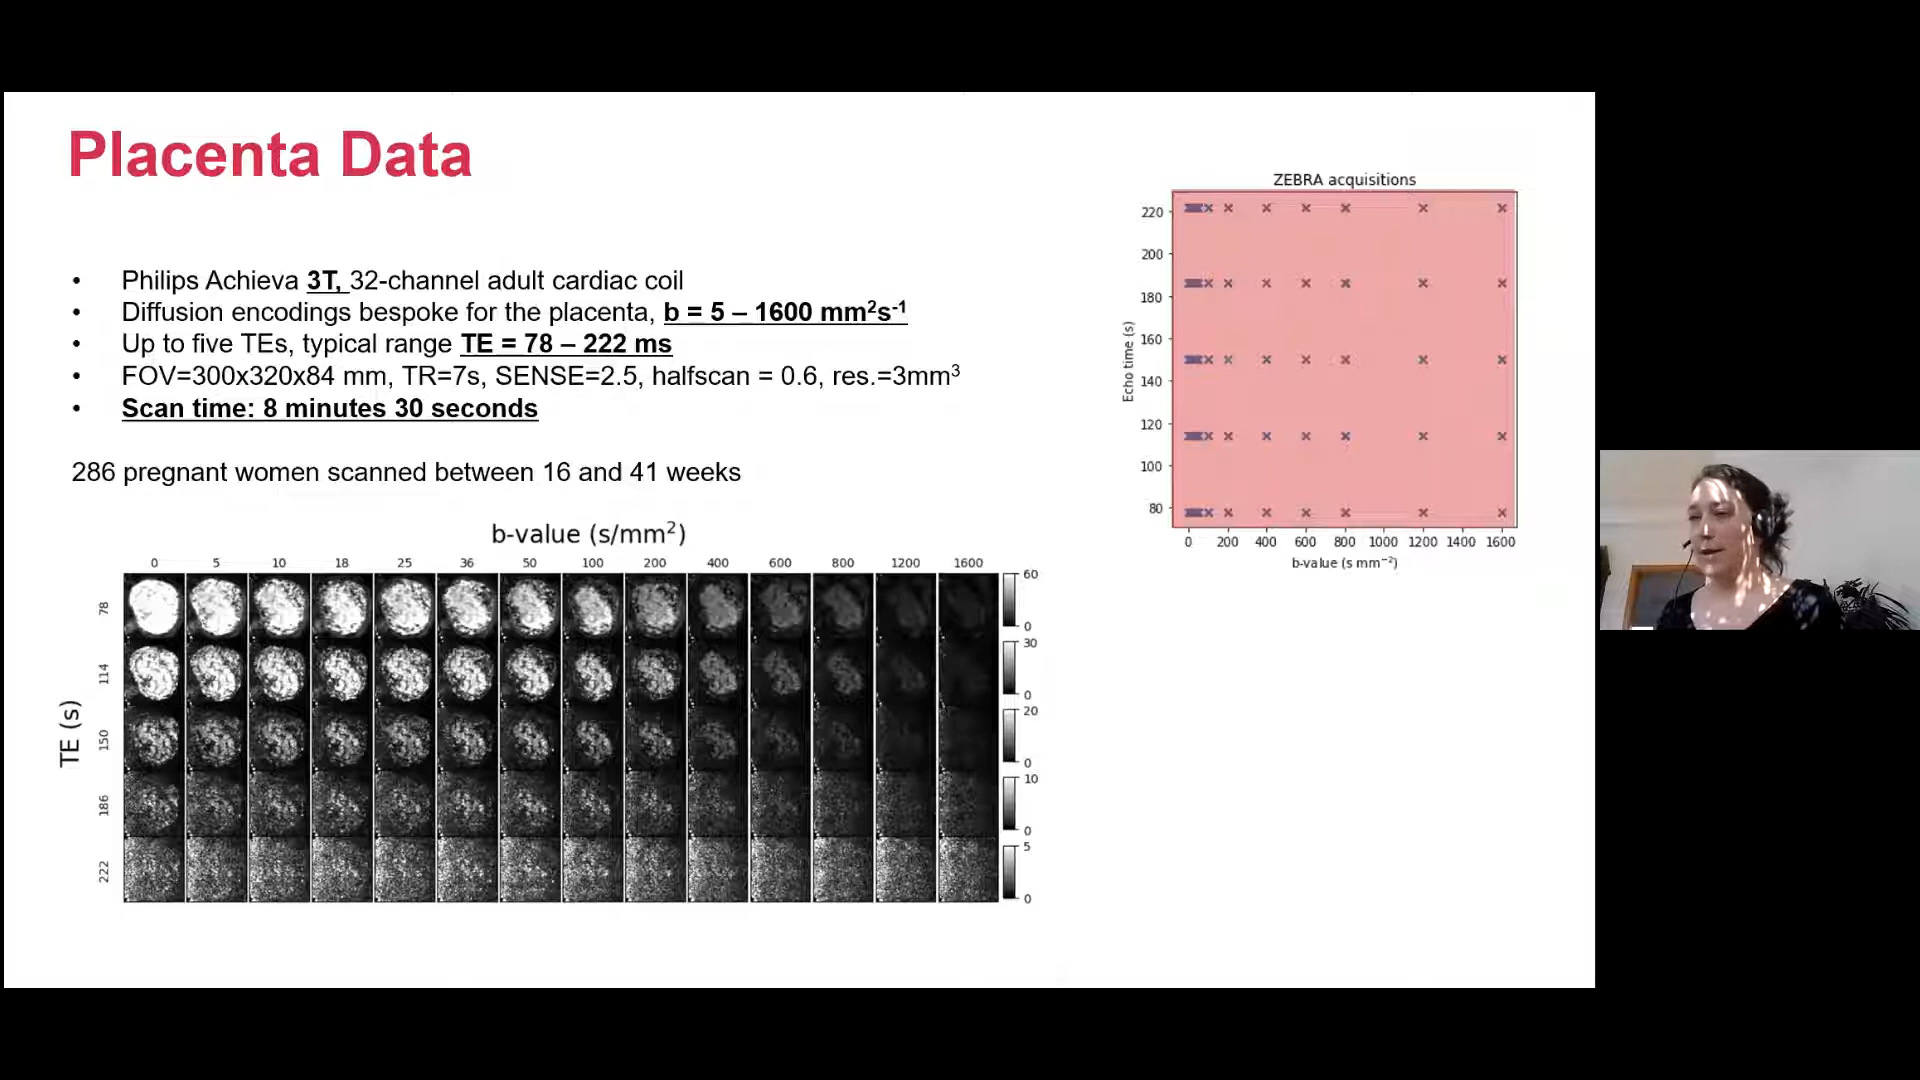 Placenta Data
• Philips Achieva 3T, 32-channel adult cardiac coil
• Diffusion encodings bespoke for the placenta, b = 5 – 1600 mm²s⁻¹
• Up to five TEs, typical range TE = 78 – 222 ms
• FOV=300x320x84 mm, TR=7s, SENSE=2.5, halfscan = 0.6, res.=3mm³
• Scan time: 8 minutes 30 seconds
286 pregnant women scanned between 16 and 41 weeks
b-value (s/mm²)
0 5 10 18 25 36 50 100 200 400 600 800 1200 1600
TE (s)
78
114
150
186
222
60
0
30
0
20
0
10
0
5
0
ZEBRA acquisitions
Echo time (s)
220
200
180
160
140
120
100
80
0 200 400 600 800 1000 1200 1400 1600
b-value (s mm⁻²)